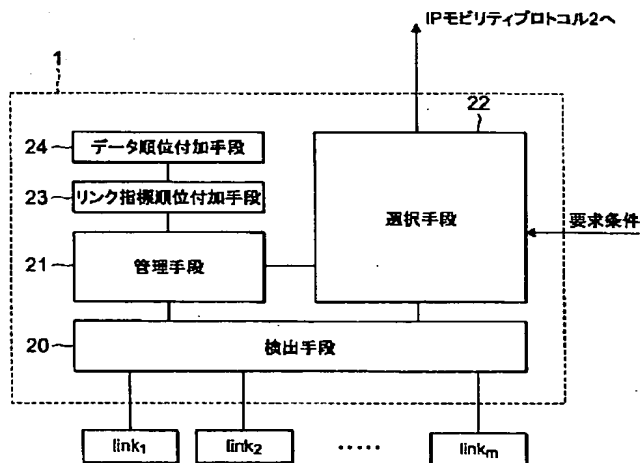 IPモビリティプロトコル2へ
1
22
24
データ順位付加手段
23
リンク指標順位付加手段
選択手段
要求条件
21
管理手段
20
検出手段
link1
link2
.....
linkm